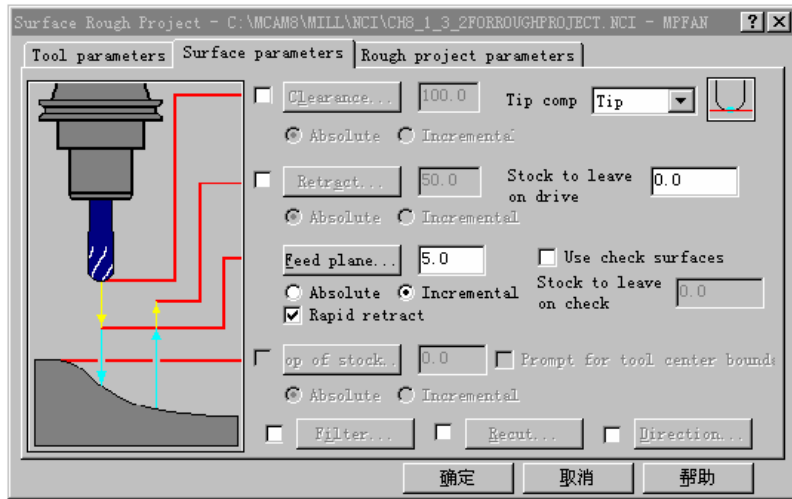 Surface Rough Project - C:\MCAM8\MILL\NCI\CH8_1_3_2FORROUGHPROJECT.NCI - MPFAN
Tool parameters Surface parameters Rough project parameters
Clearance... 100.0 Tip comp Tip
Absolute Incremental
Retract... 50.0 Stock to leave on drive 0.0
Absolute Incremental
Feed plane... 5.0 Use check surfaces
Absolute Incremental Stock to leave on check 0.0
Rapid retract
op of stock.. 0.0 Prompt for tool center bounda
Absolute Incremental
Filter... Recut... Direction...
确定 取消 帮助